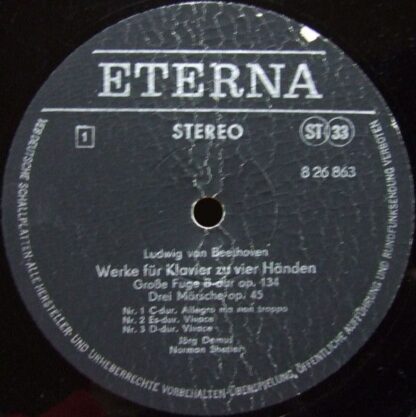 ETERNA
1
STEREO
ST 33
8 26 863
Ludwig van Beethoven
Werke für Klavier zu vier Händen
Große Fuge B-dur op. 134
Drei Märsche op. 45
Nr. 1 C-dur. Allegro ma non troppo
Nr. 2 Es-dur. Vivace
Nr. 3 D-dur. Vivace
Jörg Demus
Norman Shetler
VEB DEUTSCHE SCHALLPLATTEN ALLE HERSTELLER- UND URHEBERRECHTE VORBEHALTEN-ÜBERSPIELUNG, ÖFFENTLICHE AUFFÜHRUNG UND RUNDFUNKSENDUNG VERBOTEN